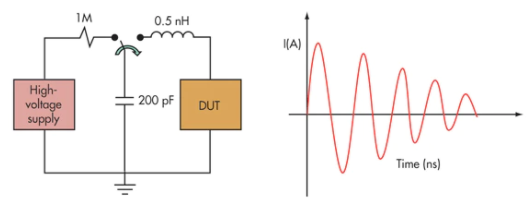 1M
0.5 nH
High-
voltage
supply
200 pF
DUT
I(A)
Time (ns)